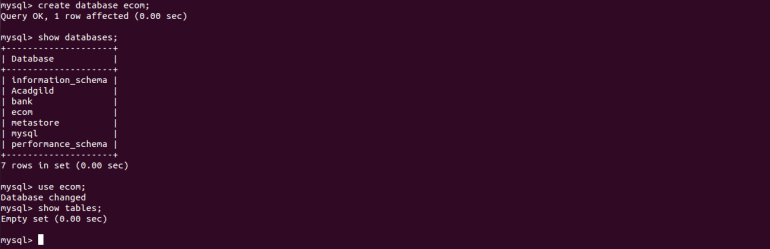 mysql> create database ecom;
Query OK, 1 row affected (0.00 sec)
mysql> show databases;
+--------------------+
| Database           |
+--------------------+
| information_schema |
| Acadgild           |
| bank               |
| ecom               |
| metastore          |
| mysql              |
| performance_schema |
+--------------------+
7 rows in set (0.00 sec)
mysql> use ecom;
Database changed
mysql> show tables;
Empty set (0.00 sec)
mysql>